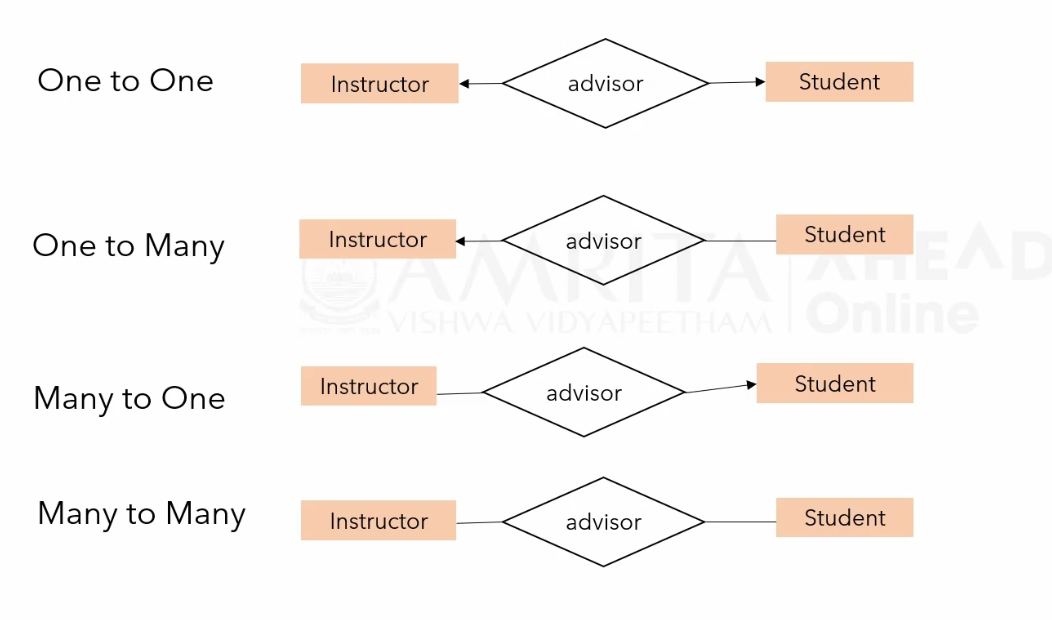 One to One
Instructor
advisor
Student
One to Many
Instructor
advisor
Student
AMRITA
VISHWA VIDYAPEETHAM
AHEAD
Online
Many to One
Instructor
advisor
Student
Many to Many
Instructor
advisor
Student